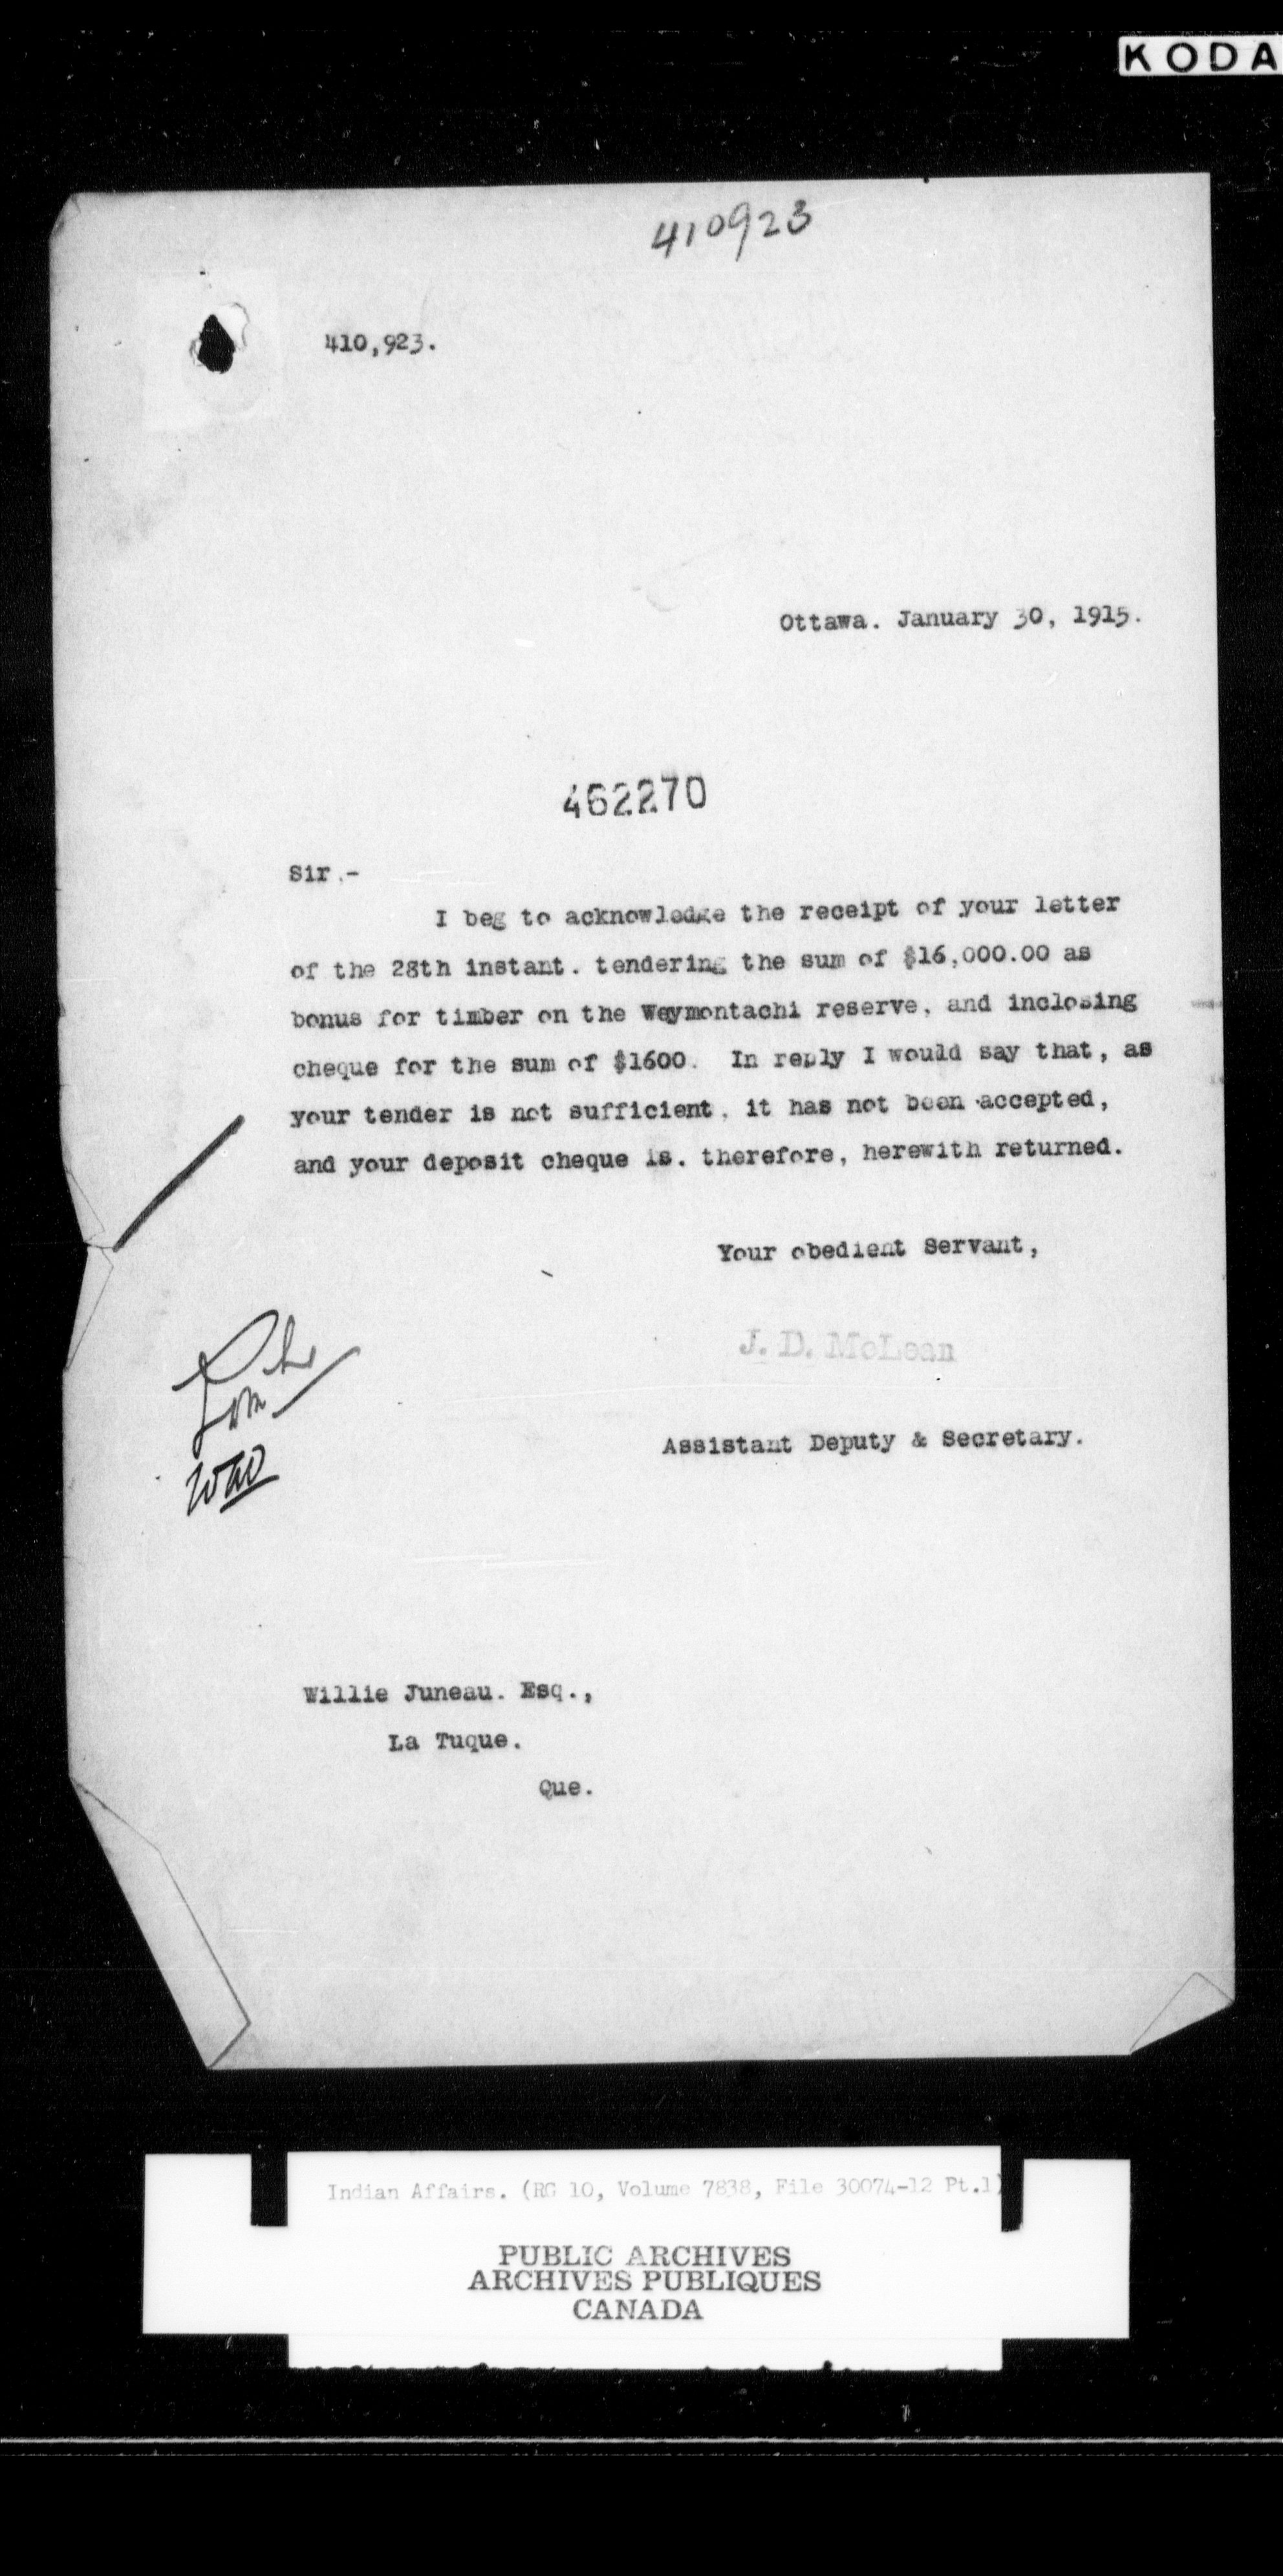 KODA
410923
410,923.
Ottawa. January 30, 1915.
462270
Sir.-
I beg to acknowledge the receipt of your letter
of the 28th instant. tendering the sum of $16,000.00 as
bonus for timber on the Weymontachi reserve, and inclosing
cheque for the sum of $1600. In reply I would say that, as
your tender is not sufficient, it has not been accepted,
and your deposit cheque is. therefore, herewith returned.
Your obedient Servant,
J. D. McLean
Assistant Deputy & Secretary.
Willie Juneau. Esq.,
La Tuque.
Que.
Indian Affairs. (RG 10, Volume 7838, File 30074-12 Pt.1)
PUBLIC ARCHIVES
ARCHIVES PUBLIQUES
CANADA